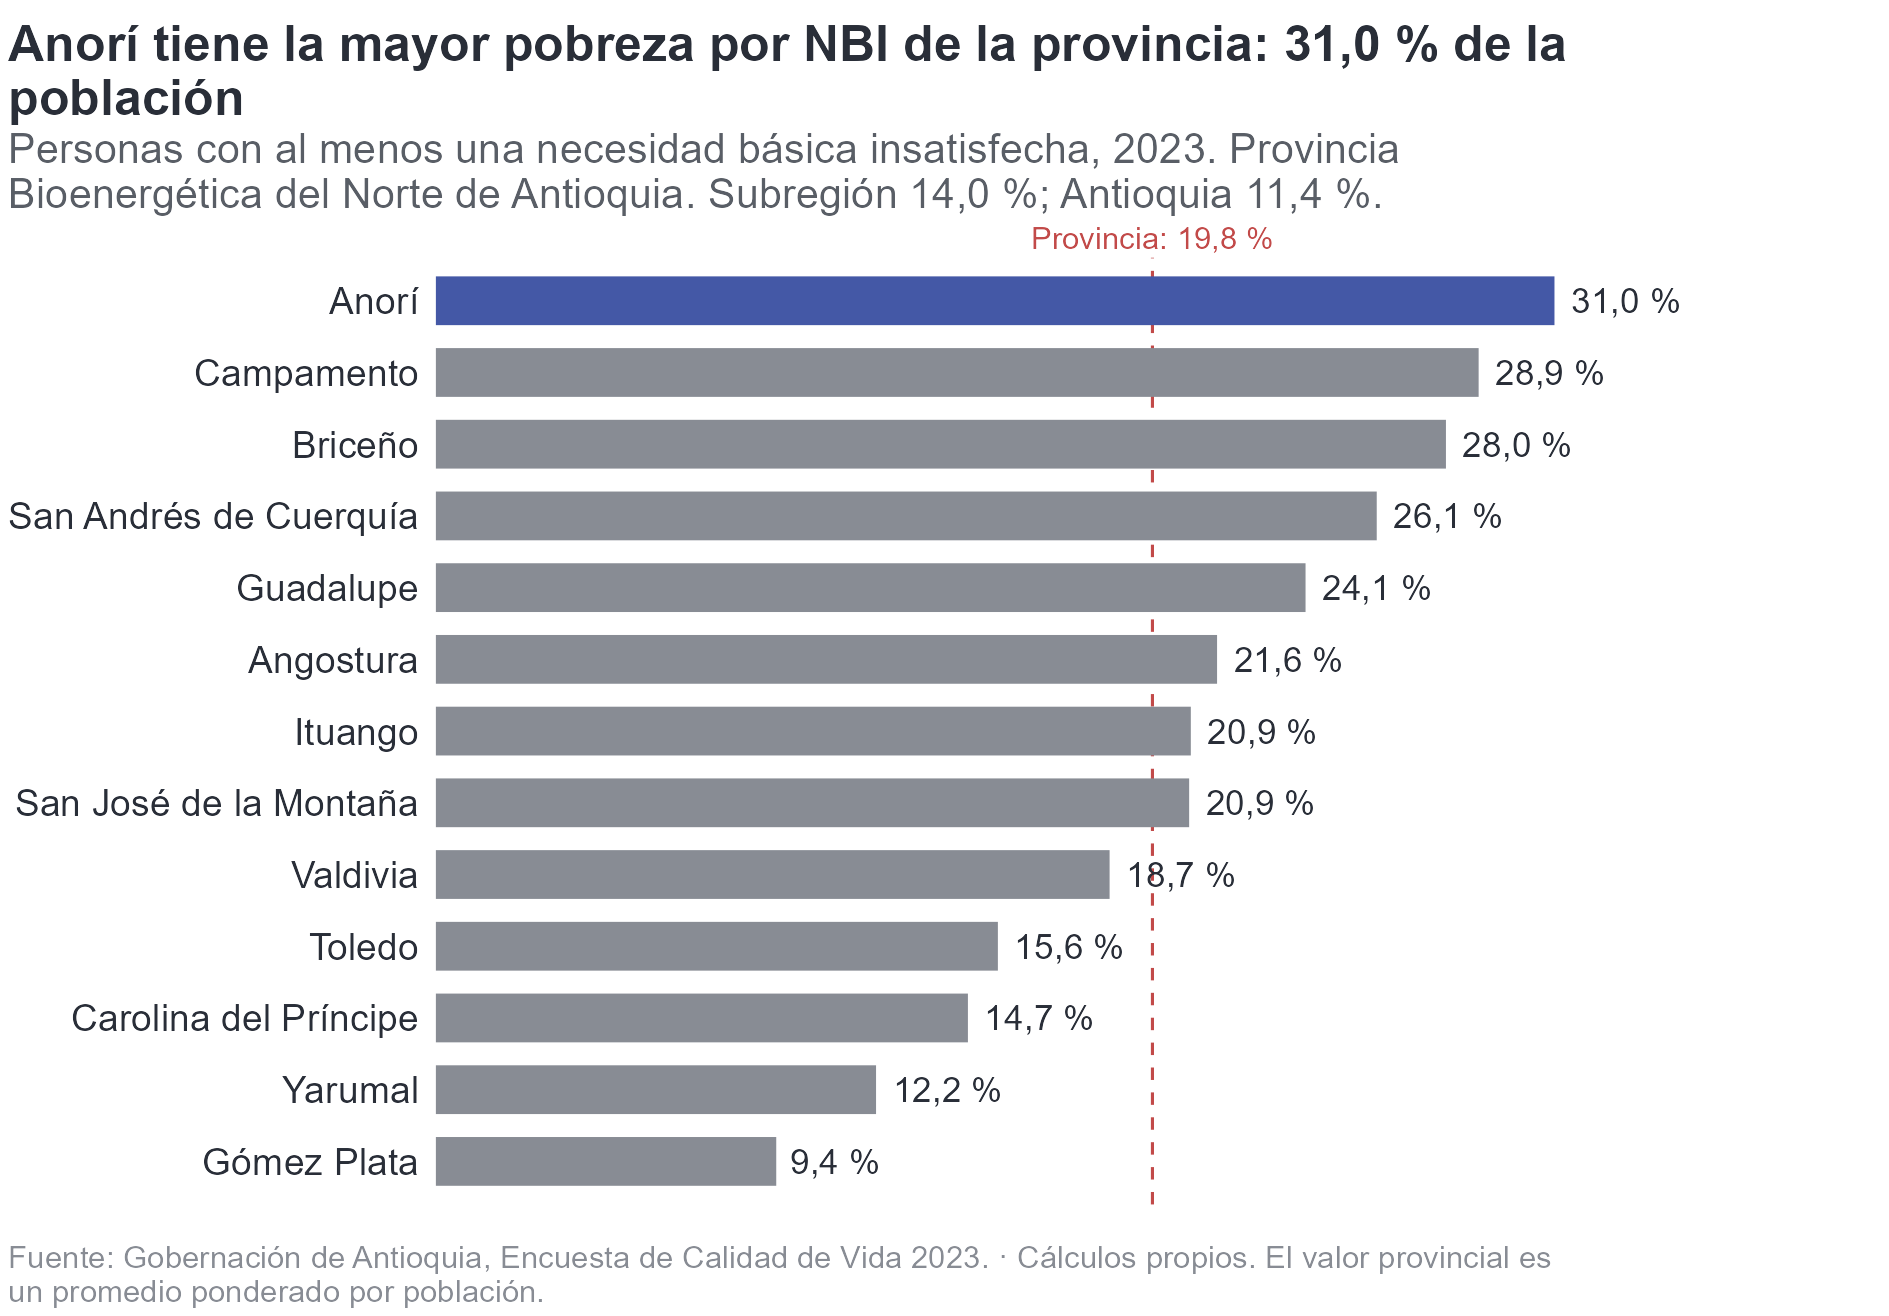 Anorí tiene la mayor pobreza por NBI de la provincia: 31,0 % de la
población
Personas con al menos una necesidad básica insatisfecha, 2023. Provincia
Bioenergética del Norte de Antioquia. Subregión 14,0 %; Antioquia 11,4 %.
Provincia: 19,8 %
Anorí 31,0 %
Campamento 28,9 %
Briceño 28,0 %
San Andrés de Cuerquía 26,1 %
Guadalupe 24,1 %
Angostura 21,6 %
Ituango 20,9 %
San José de la Montaña 20,9 %
Valdivia 18,7 %
Toledo 15,6 %
Carolina del Príncipe 14,7 %
Yarumal 12,2 %
Gómez Plata 9,4 %
Fuente: Gobernación de Antioquia, Encuesta de Calidad de Vida 2023. · Cálculos propios. El valor provincial es
un promedio ponderado por población.